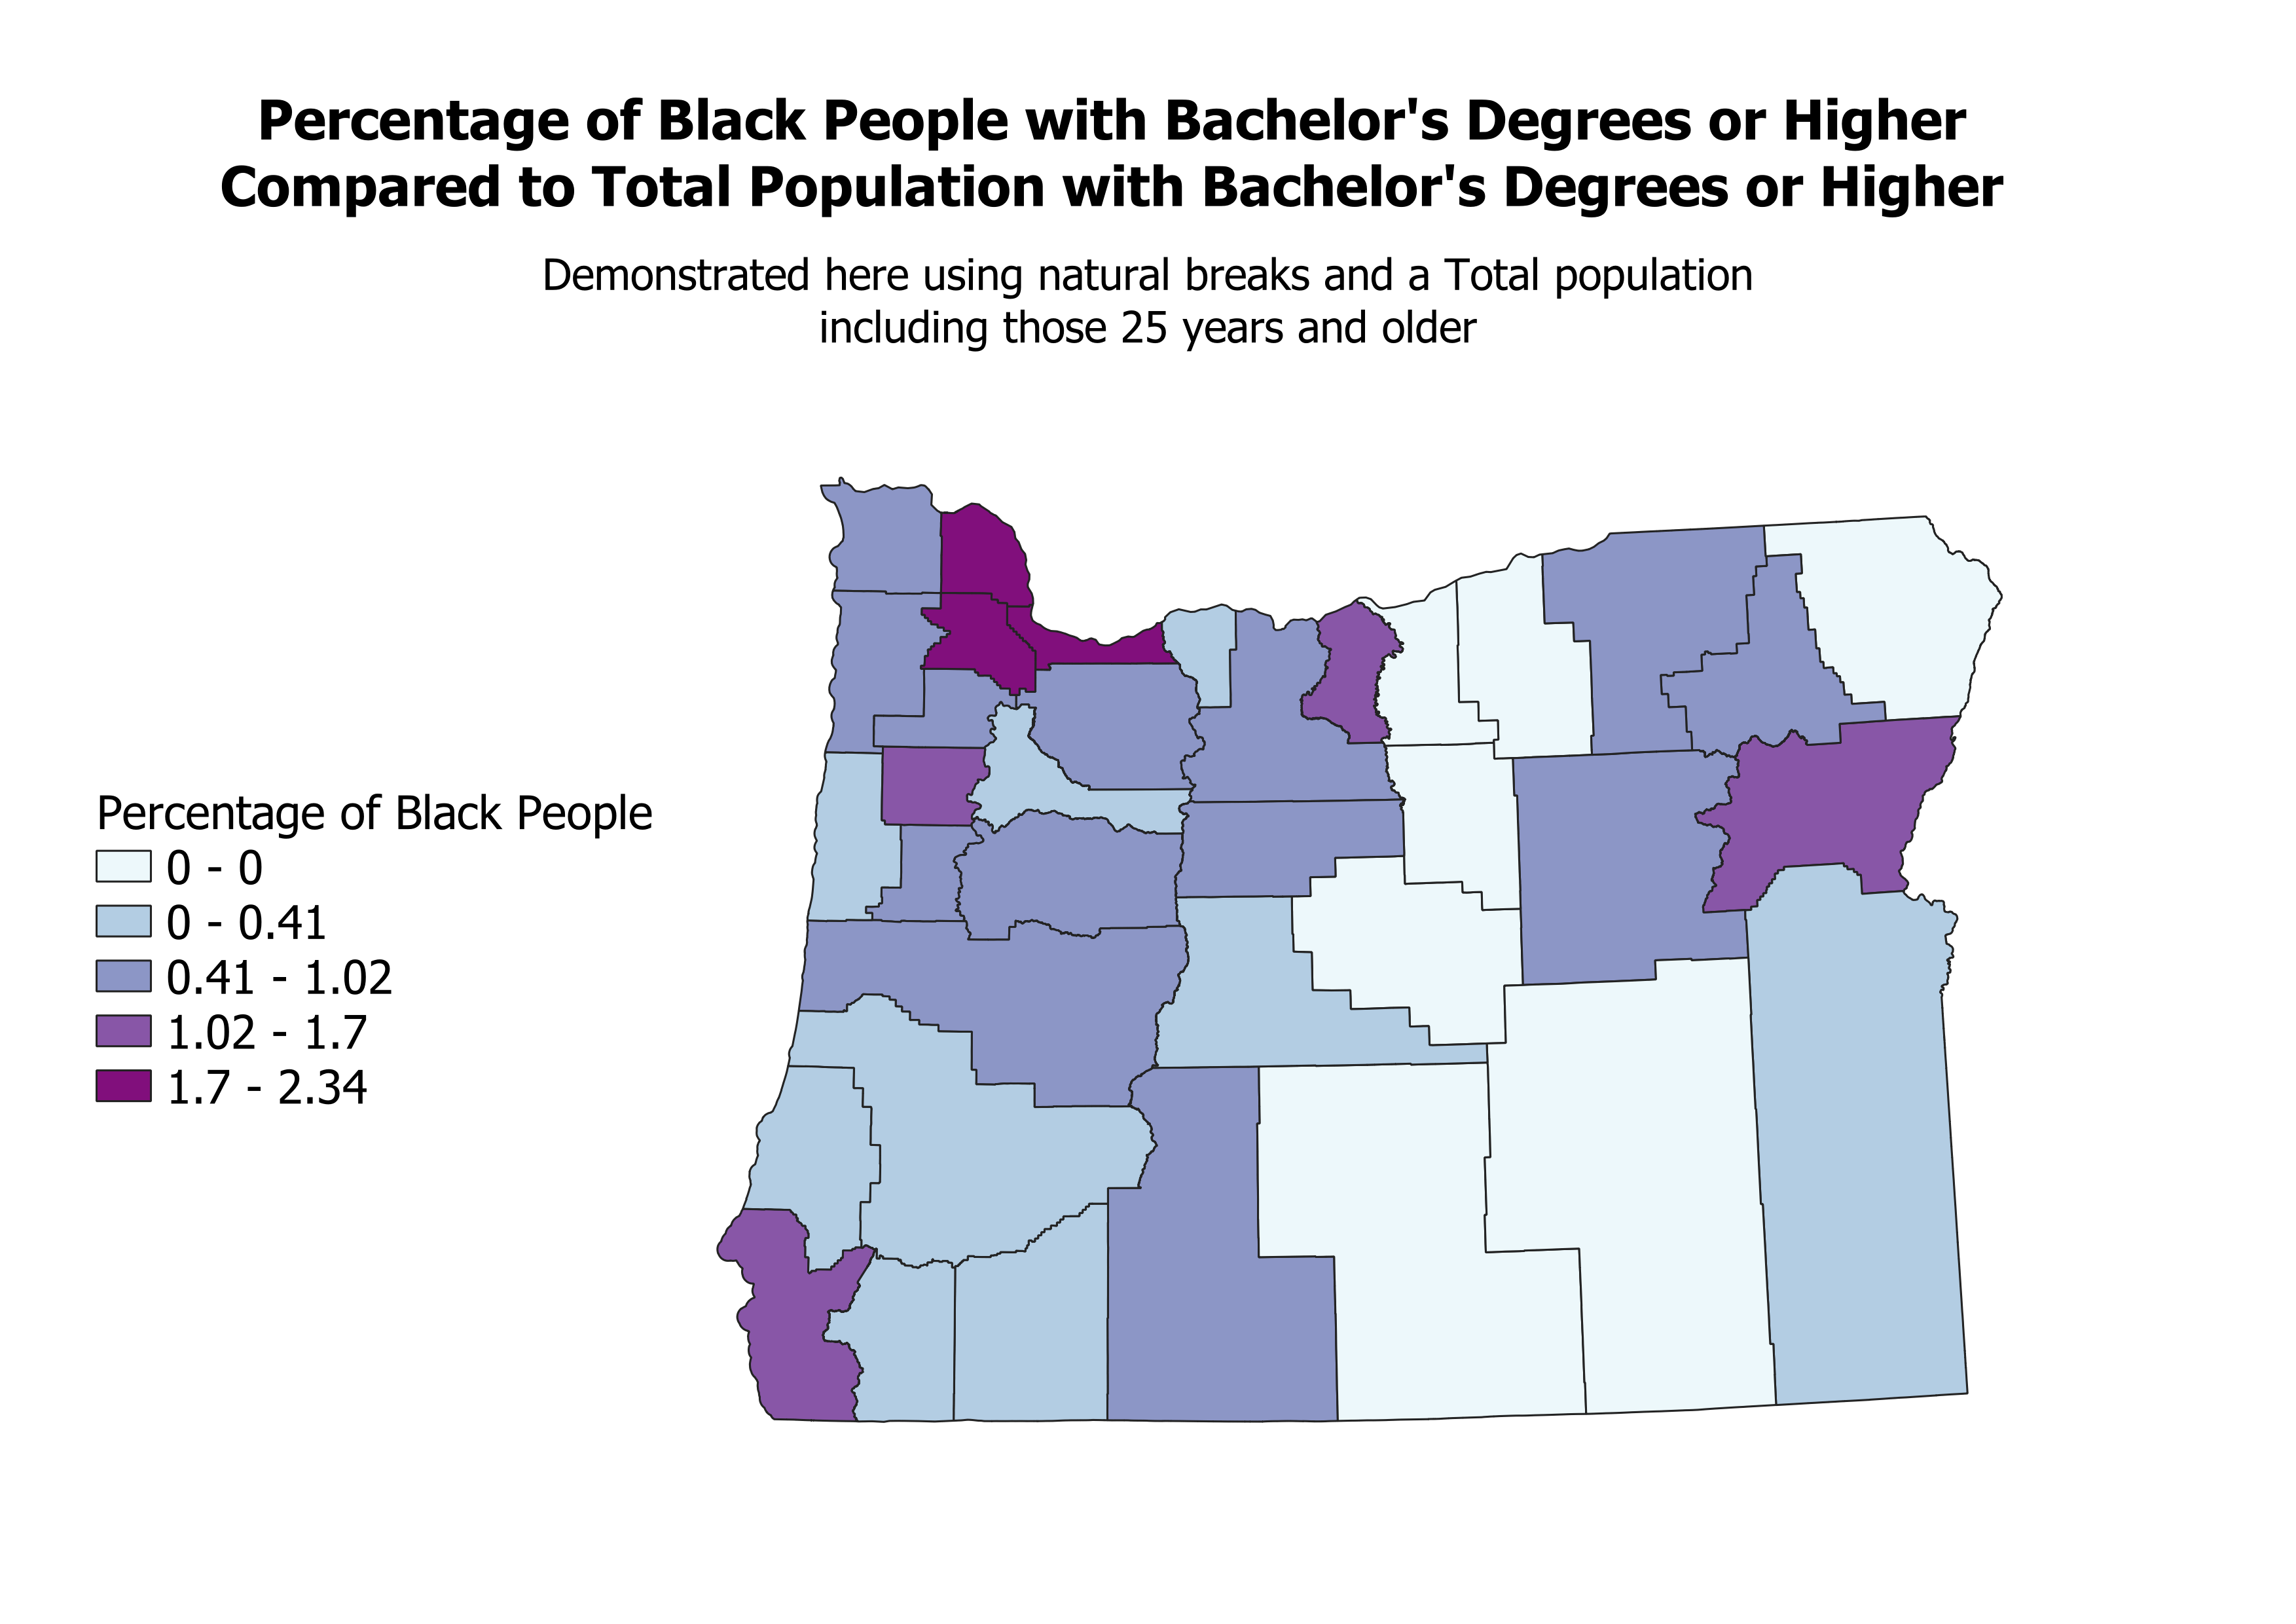 Percentage of Black People with Bachelor's Degrees or Higher
Compared to Total Population with Bachelor's Degrees or Higher
Demonstrated here using natural breaks and a Total population
including those 25 years and older
Percentage of Black People
0 - 0
0 - 0.41
0.41 - 1.02
1.02 - 1.7
1.7 - 2.34